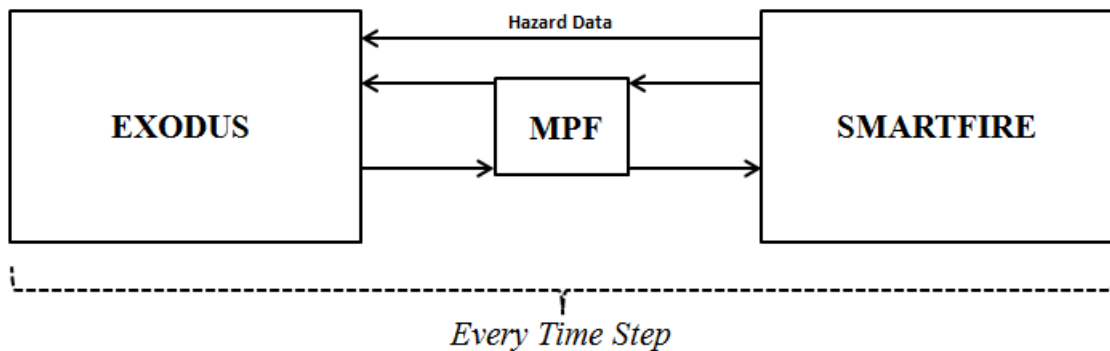 Hazard Data
EXODUS
MPF
SMARTFIRE
Every Time Step